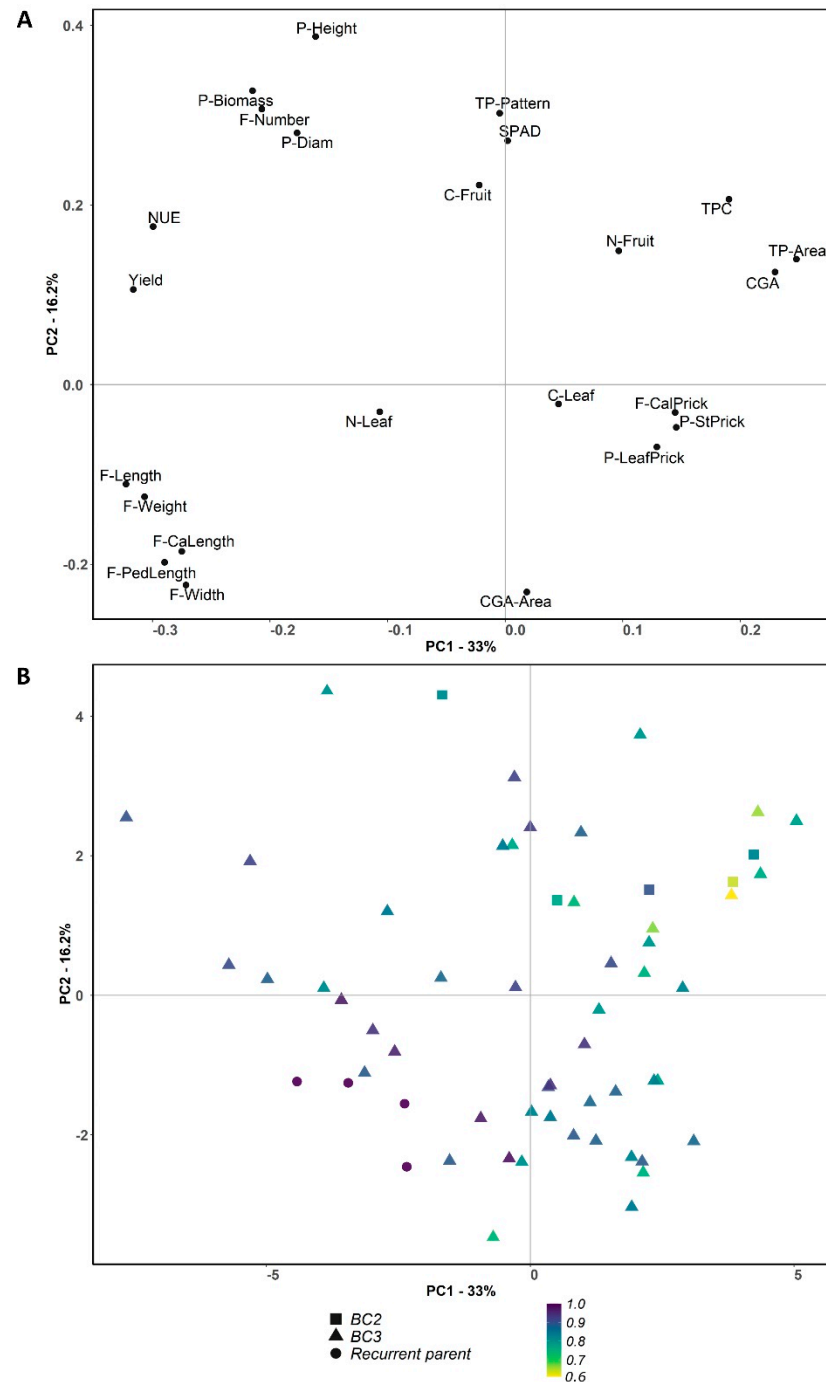 A
0.4
P-Height
P-Biomass
TP-Pattern
F-Number
SPAD
P-Diam
C-Fruit
0.2
TPC
NUE
N-Fruit
TP-Area
Yield
CGA
PC2 - 16.2%
0.0
C-Leaf
F-CalPrick
N-Leaf
P-StPrick
P-LeafPrick
F-Length
F-Weight
F-CaLength
-0.2
F-PedLength
F-Width
CGA-Area
-0.3 -0.2 -0.1 0.0 0.1 0.2
PC1 - 33%
B
4
2
PC2 - 16.2%
0
-2
-5 0 5
PC1 - 33%
BC2
BC3
Recurrent parent
1.0
0.9
0.8
0.7
0.6